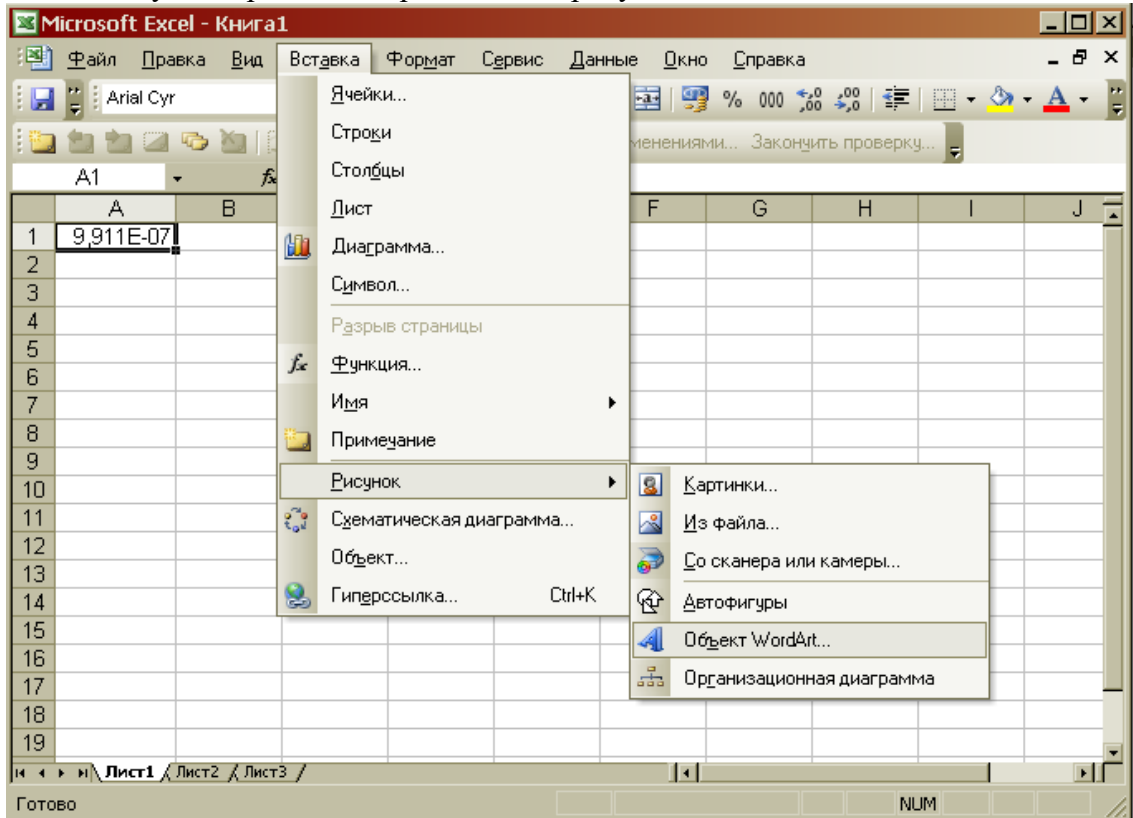 Microsoft Excel - Книга1
Файл Правка Вид Вставка Формат Сервис Данные Окно Справка
Arial Cyr
% 000
Закончить проверку...
A1 fx
A B F G H I J
1 9,911E-07
2
3
4
5
6
7
8
9
10
11
12
13
14
15
16
17
18
19
Ячейки...
Строки
Столбцы
Лист
Диаграмма...
Символ...
Разрыв страницы
fx Функция...
Имя
Примечание
Рисунок
Схематическая диаграмма...
Объект...
Гиперссылка... Ctrl+K
Картинки...
Из файла...
Со сканера или камеры...
Автофигуры
Объект WordArt...
Организационная диаграмма
Лист1 Лист2 Лист3
Готово NUM